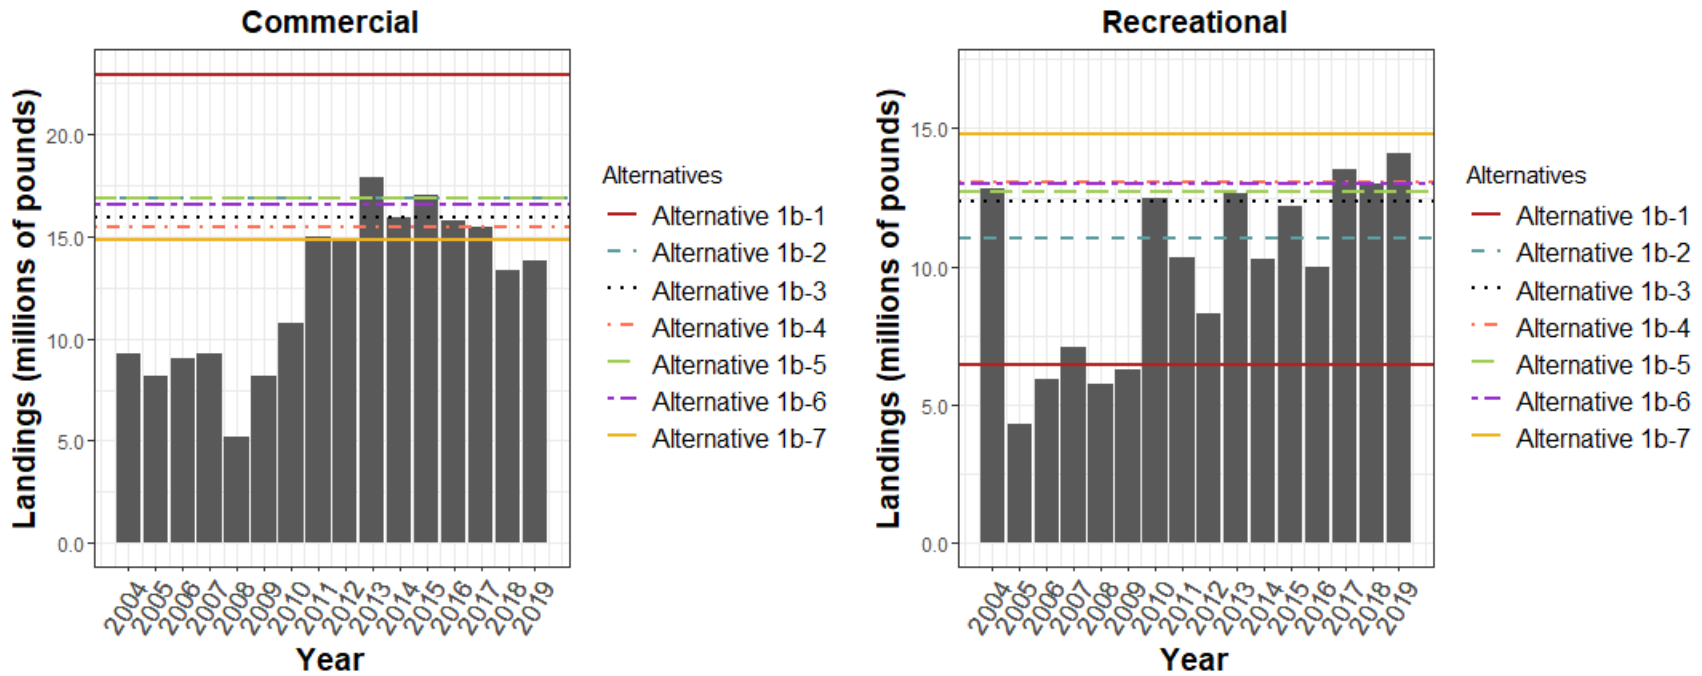 Commercial
Landings (millions of pounds)
20.0
15.0
10.0
5.0
0.0
2004
2005
2006
2007
2008
2009
2010
2011
2012
2013
2014
2015
2016
2017
2018
2019
Year
Alternatives
Alternative 1b-1
Alternative 1b-2
Alternative 1b-3
Alternative 1b-4
Alternative 1b-5
Alternative 1b-6
Alternative 1b-7
Recreational
Landings (millions of pounds)
15.0
10.0
5.0
0.0
2004
2005
2006
2007
2008
2009
2010
2011
2012
2013
2014
2015
2016
2017
2018
2019
Year
Alternatives
Alternative 1b-1
Alternative 1b-2
Alternative 1b-3
Alternative 1b-4
Alternative 1b-5
Alternative 1b-6
Alternative 1b-7